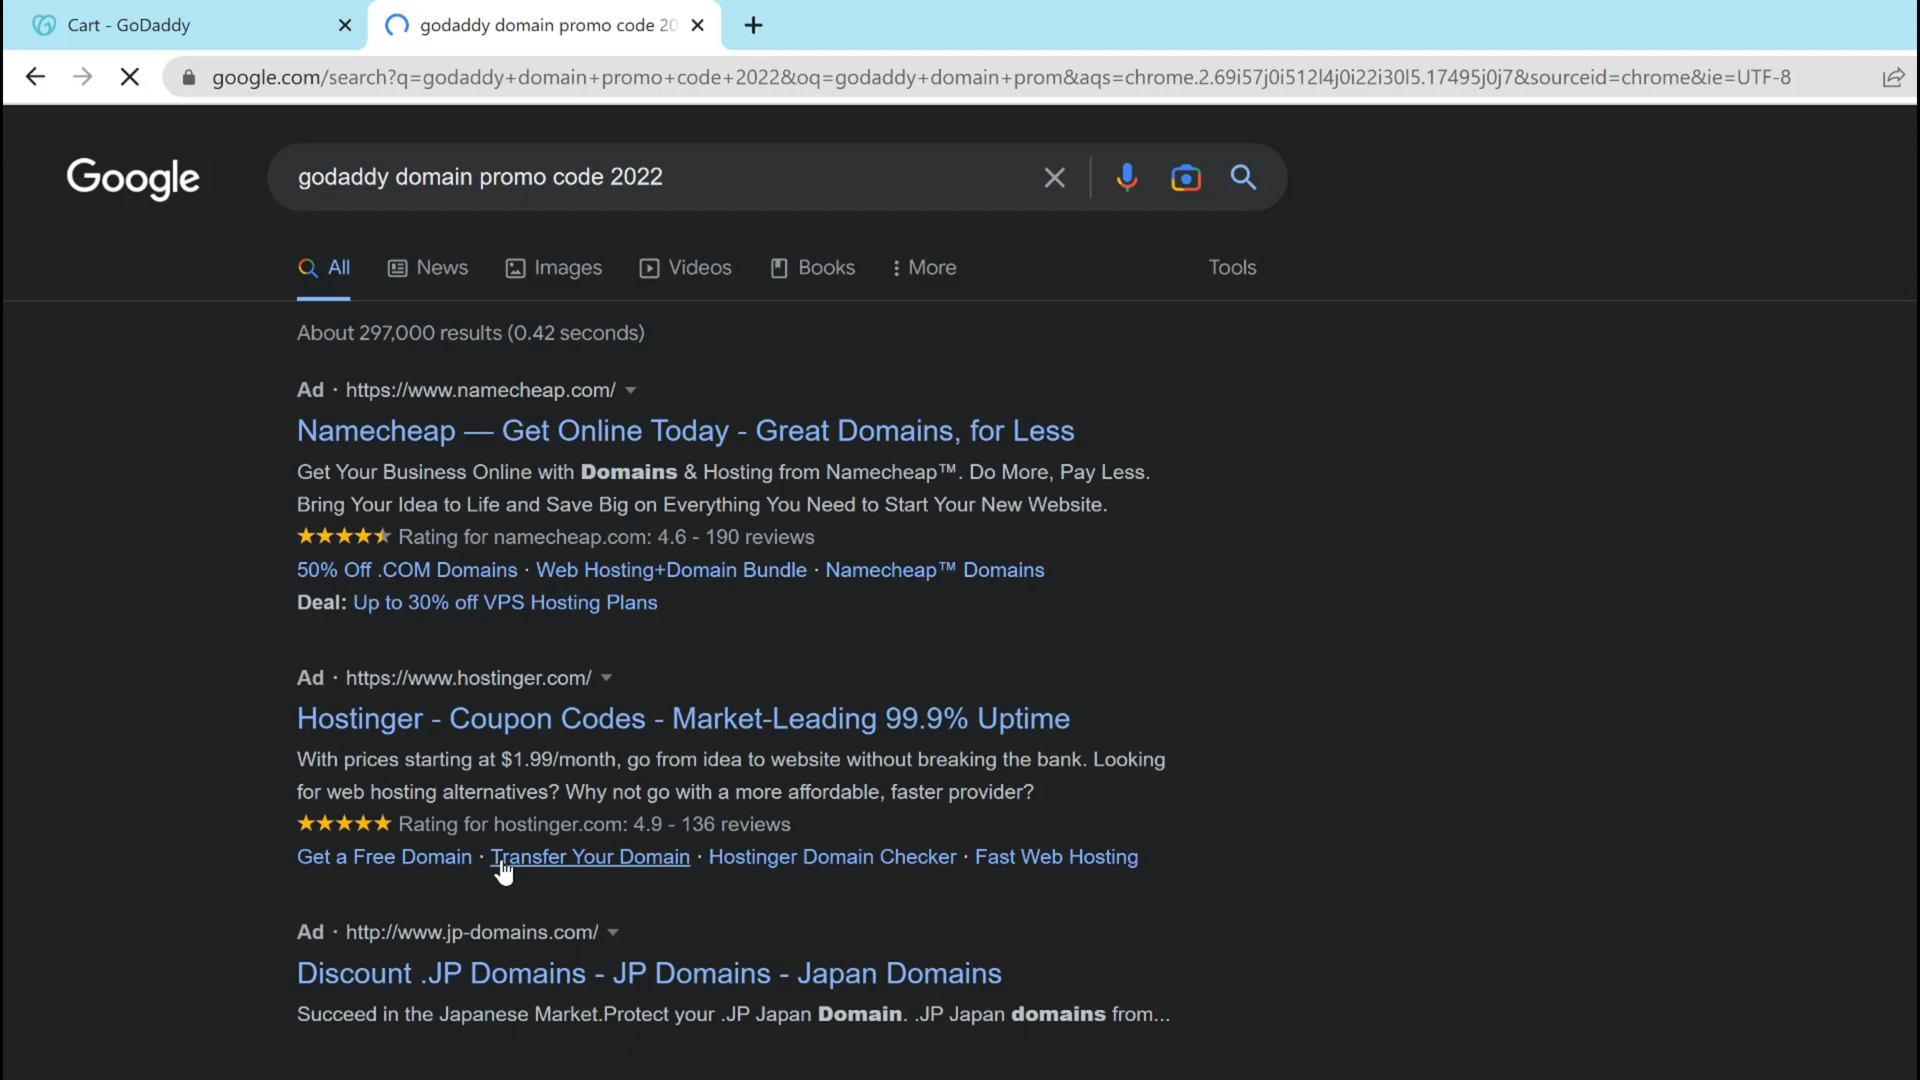 Cart - GoDaddy
godaddy domain promo code 20
google.com/search?q=godaddy+domain+promo+code+2022&oq=godaddy+domain+prom&aqs=chrome.2.69i57j0i512l4j0i22i30l5.17495j0j7&sourceid=chrome&ie=UTF-8
Google
godaddy domain promo code 2022
All News Images Videos Books More Tools
About 297,000 results (0.42 seconds)
Ad · https://www.namecheap.com/
Namecheap — Get Online Today - Great Domains, for Less
Get Your Business Online with Domains & Hosting from Namecheap™. Do More, Pay Less.
Bring Your Idea to Life and Save Big on Everything You Need to Start Your New Website.
Rating for namecheap.com: 4.6 - 190 reviews
50% Off .COM Domains · Web Hosting+Domain Bundle · Namecheap™ Domains
Deal: Up to 30% off VPS Hosting Plans
Ad · https://www.hostinger.com/
Hostinger - Coupon Codes - Market-Leading 99.9% Uptime
With prices starting at $1.99/month, go from idea to website without breaking the bank. Looking
for web hosting alternatives? Why not go with a more affordable, faster provider?
Rating for hostinger.com: 4.9 - 136 reviews
Get a Free Domain · Transfer Your Domain · Hostinger Domain Checker · Fast Web Hosting
Ad · http://www.jp-domains.com/
Discount .JP Domains - JP Domains - Japan Domains
Succeed in the Japanese Market.Protect your .JP Japan Domain. .JP Japan domains from...